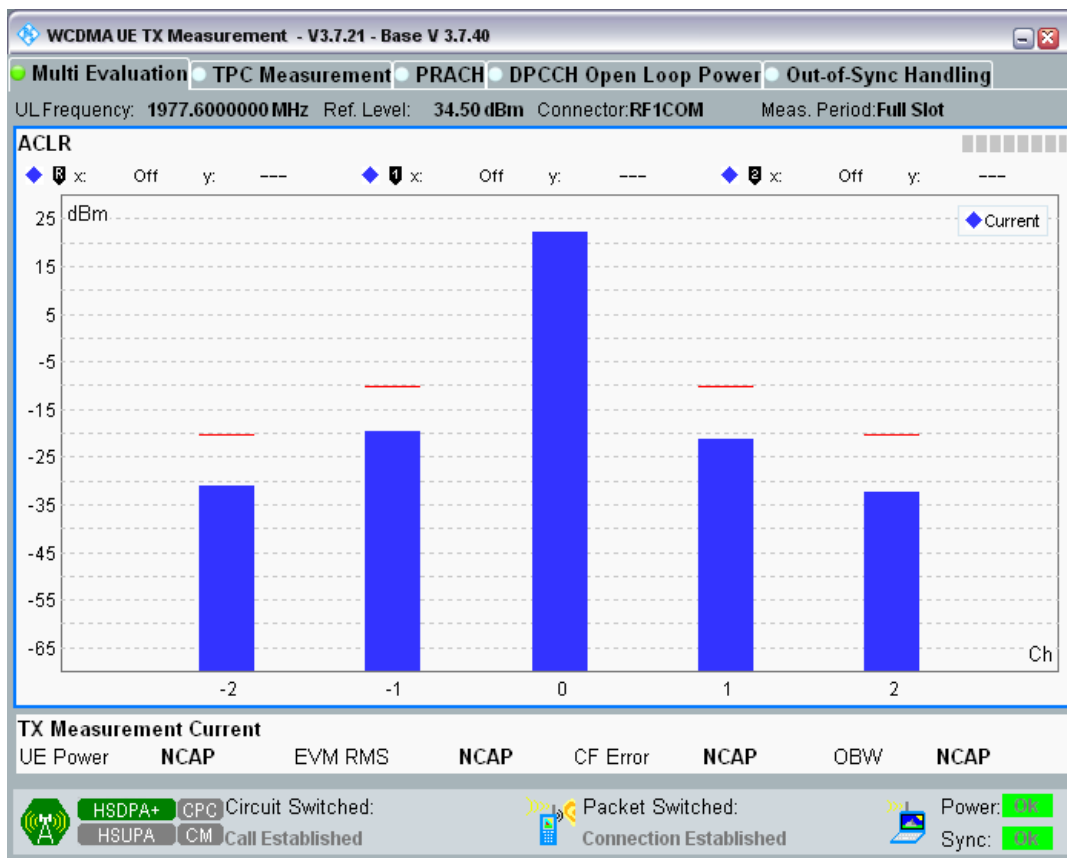 WCDMA UE TX Measurement - V3.7.21 - Base V 3.7.40
Multi Evaluation TPC Measurement PRACH DPCCH Open Loop Power Out-of-Sync Handling
UL Frequency: 1977.6000000 MHz Ref. Level: 34.50 dBm Connector:RF1COM Meas. Period:Full Slot
ACLR
R x: Off y: --- 1 x: Off y: --- 2 x: Off y: ---
dBm
Current
25
15
5
-5
-15
-25
-35
-45
-55
-65
Ch
-2 -1 0 1 2
TX Measurement Current
UE Power NCAP EVM RMS NCAP CF Error NCAP OBW NCAP
HSDPA+ CPC Circuit Switched: Packet Switched: Power: Ok
HSUPA CM Call Established Connection Established Sync: Ok